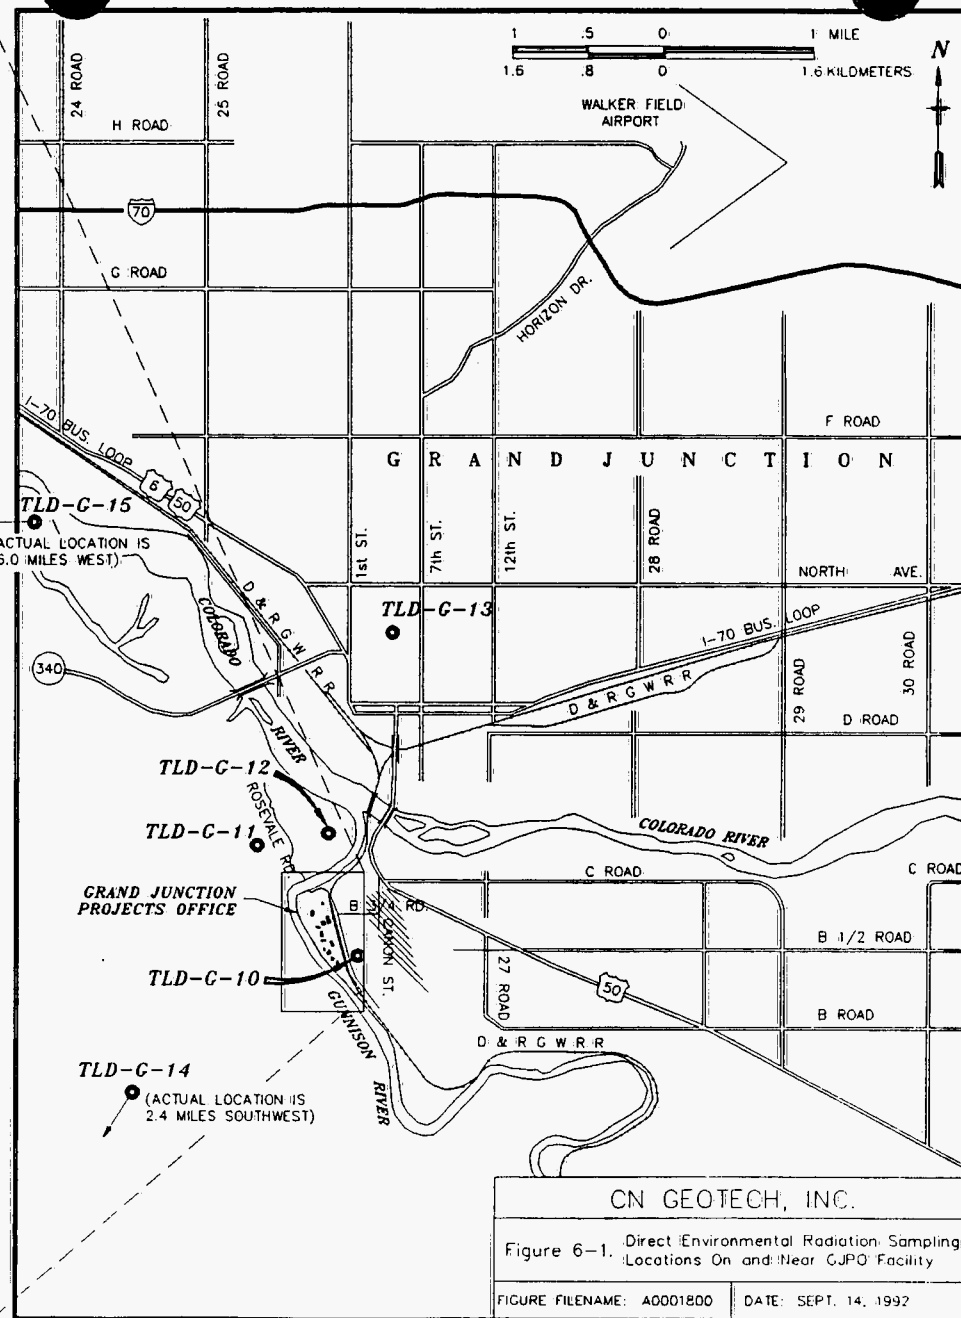 1 .5 0 1 MILE
1.6 .8 0 1.6 KILOMETERS
N
24 ROAD
25 ROAD
H ROAD
WALKER FIELD
AIRPORT
70
G ROAD
HORIZON DR.
I-70 BUS. LOOP
F ROAD
GRAND JUNCTION
6
50
TLD-G-15
ACTUAL LOCATION IS
6.0 MILES WEST)
1st ST.
7th ST.
12th ST.
28 ROAD
NORTH AVE.
D & R G W R R
COLORADO
RIVER
TLD-G-13
I-70 BUS. LOOP
340
D & R G W R R
29 ROAD
30 ROAD
D ROAD
TLD-G-12
ROSEVALE RD.
TLD-G-11
COLORADO RIVER
C ROAD
C ROAD
GRAND JUNCTION
PROJECTS OFFICE
B 3/4 RD.
CANON ST.
B 1/2 ROAD
TLD-G-10
27 ROAD
50
B ROAD
GUNNISON
RIVER
D & R G W R R
TLD-G-14
(ACTUAL LOCATION IS
2.4 MILES SOUTHWEST)
CN GEOTECH, INC.
Figure 6-1. Direct Environmental Radiation Sampling
Locations On and Near GJPO Facility
FIGURE FILENAME: A0001800
DATE: SEPT. 14, 1992